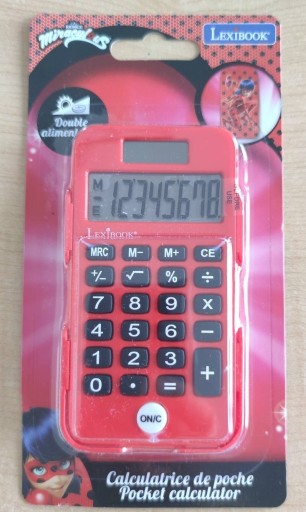 Miraculous
LEXIBOOK®
Double
M
E
-12345678.
LEXIBOOK®
MRC M– M+ CE
+/– √ % ÷
7 8 9 X
4 5 6 –
1 2 3 +
0 • =
ON/C
Calculatrice de poche
Pocket calculator